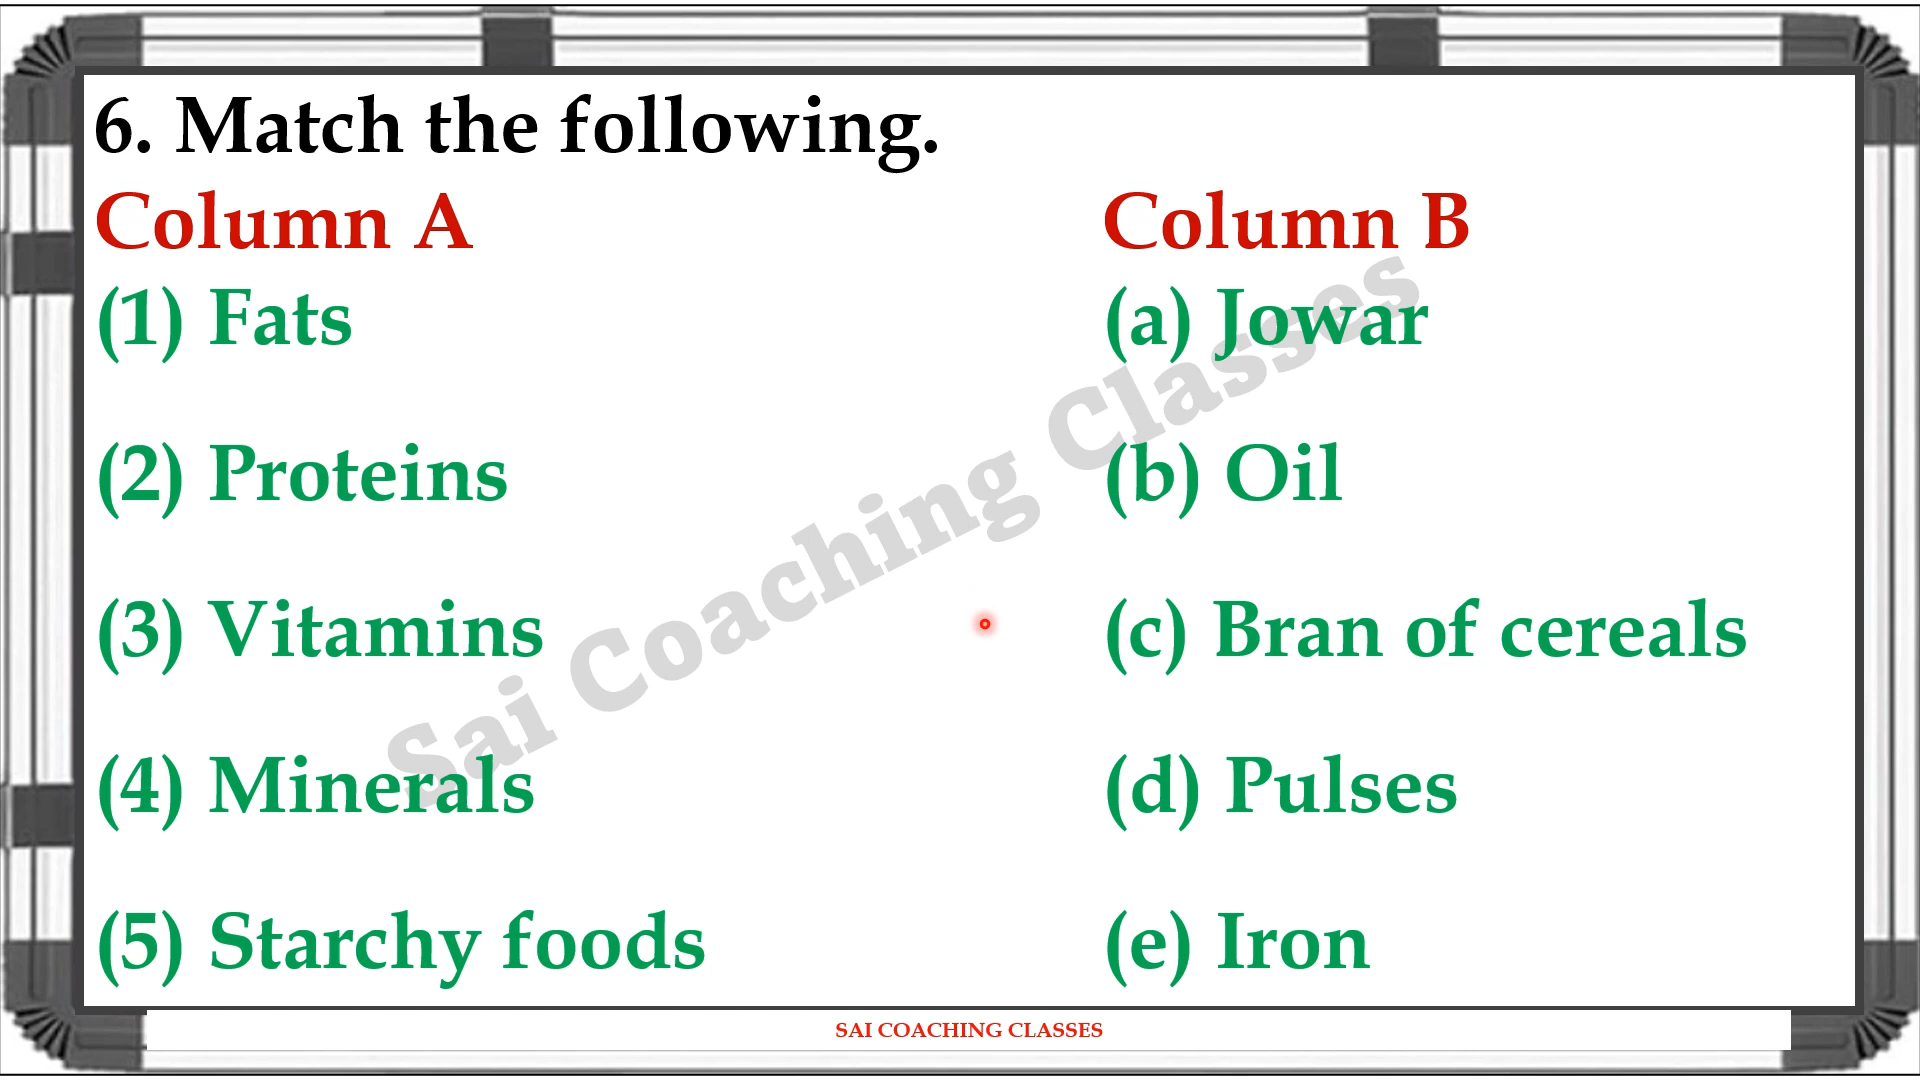 6. Match the following.
Column A Column B
(1) Fats (a) Jowar
(2) Proteins (b) Oil
(3) Vitamins (c) Bran of cereals
(4) Minerals (d) Pulses
(5) Starchy foods (e) Iron
Sai Coaching Classes
SAI COACHING CLASSES